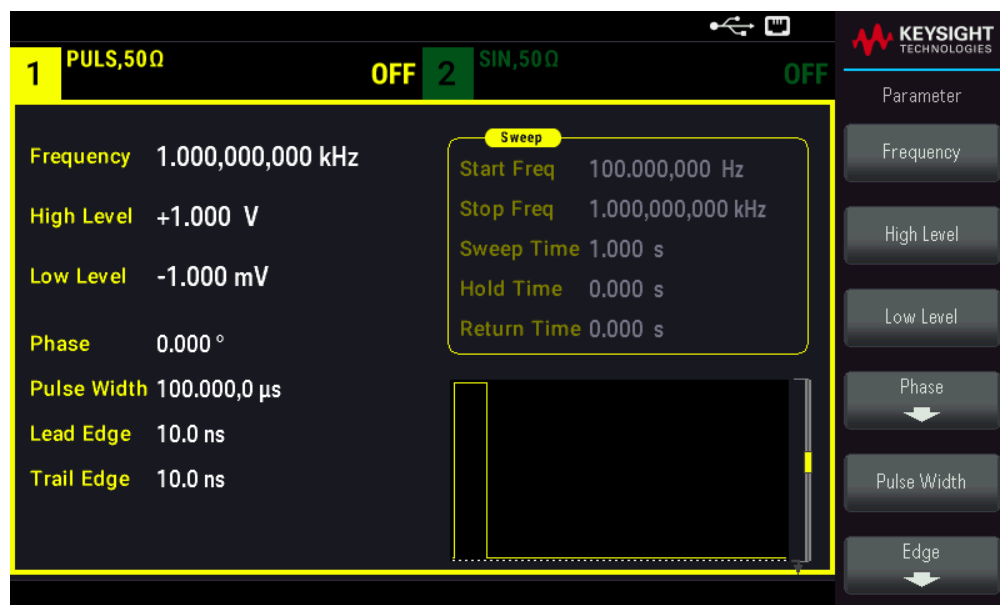 KEYSIGHT
TECHNOLOGIES
1 PULS,50Ω OFF
2 SIN,50Ω OFF
Frequency 1.000,000,000 kHz
High Level +1.000 V
Low Level -1.000 mV
Phase 0.000 °
Pulse Width 100.000,0 µs
Lead Edge 10.0 ns
Trail Edge 10.0 ns
Sweep
Start Freq 100.000,000 Hz
Stop Freq 1.000,000,000 kHz
Sweep Time 1.000 s
Hold Time 0.000 s
Return Time 0.000 s
Parameter
Frequency
High Level
Low Level
Phase
Pulse Width
Edge